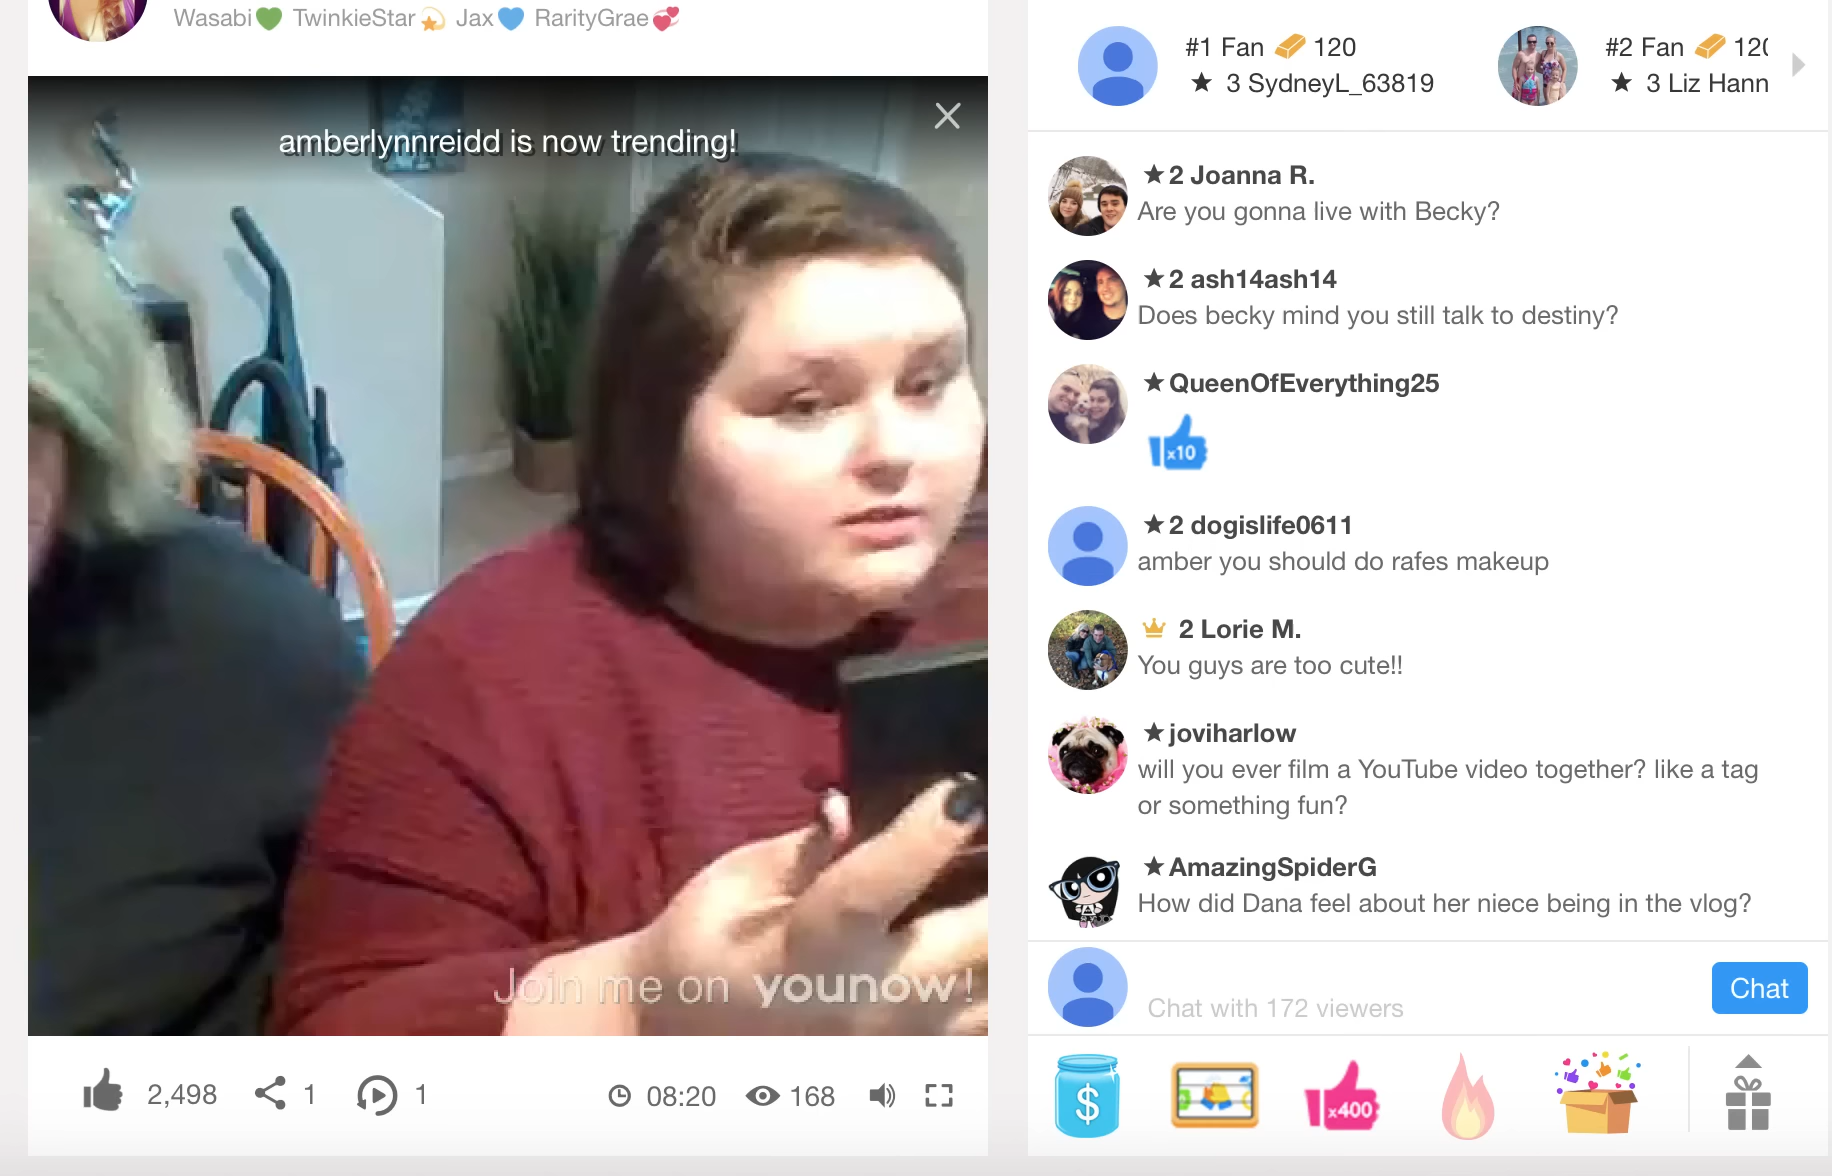 Wasabi💚 TwinkieStar💫 Jax💙 RarityGrae💞
amberlynnreidd is now trending!
Join me on younow!
2,498 1 1 08:20 168
#1 Fan 120
★ 3 SydneyL_63819
#2 Fan 120
★ 3 Liz Hann
★2 Joanna R.
Are you gonna live with Becky?
★2 ash14ash14
Does becky mind you still talk to destiny?
★QueenOfEverything25
x10
★2 dogislife0611
amber you should do rafes makeup
2 Lorie M.
You guys are too cute!!
★joviharlow
will you ever film a YouTube video together? like a tag
or something fun?
★AmazingSpiderG
How did Dana feel about her niece being in the vlog?
Chat with 172 viewers
Chat
$
x400